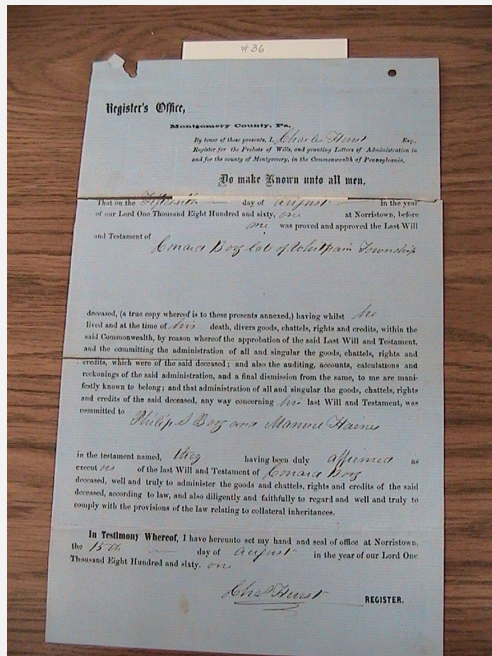 #36
Register's Office,
Montgomery County, Pa.
By tenor of these presents, I, Charles Hurst Esq.
Register for the Probate of Wills, and granting Letters of Administration in
and for the county of Montgomery, in the Commonwealth of Pennsylvania,
Do make Known unto all men,
That on the Fifteenth day of August in the year
of our Lord One Thousand Eight Hundred and sixty, one at Norristown, before
me was proved and approved the Last Will
and Testament of
Conard late of Whitpain Township
deceased, (a true copy whereof is to these presents annexed,) having whilst he
lived and at the time of his death, divers goods, chattels, rights and credits, within the
said Commonwealth, by reason whereof the approbation of the said Last Will and Testament,
and the committing the administration of all and singular the goods, chattels, rights and
credits, which were of the said deceased; and also the auditing, accounts, calculations and
reckonings of the said administration, and a final dismission from the same, to me are mani-
festly known to belong; and that administration of all and singular the goods, chattels, rights
and credits of the said deceased, any way concerning his last Will and Testament, was
committed to Philip S and
in the testament named, they having been duly affirmed as
execut ors of the last Will and Testament of Conard
deceased, well and truly to administer the goods and chattels, rights and credits of the said
deceased, according to law, and also diligently and faithfully to regard and well and truly to
comply with the provisions of the law relating to collateral inheritances.
In Testimony Whereof, I have hereunto set my hand and seal of office at Norristown,
the 15th day of August in the year of our Lord One
Thousand Eight Hundred and sixty. one
Chas Hurst REGISTER.